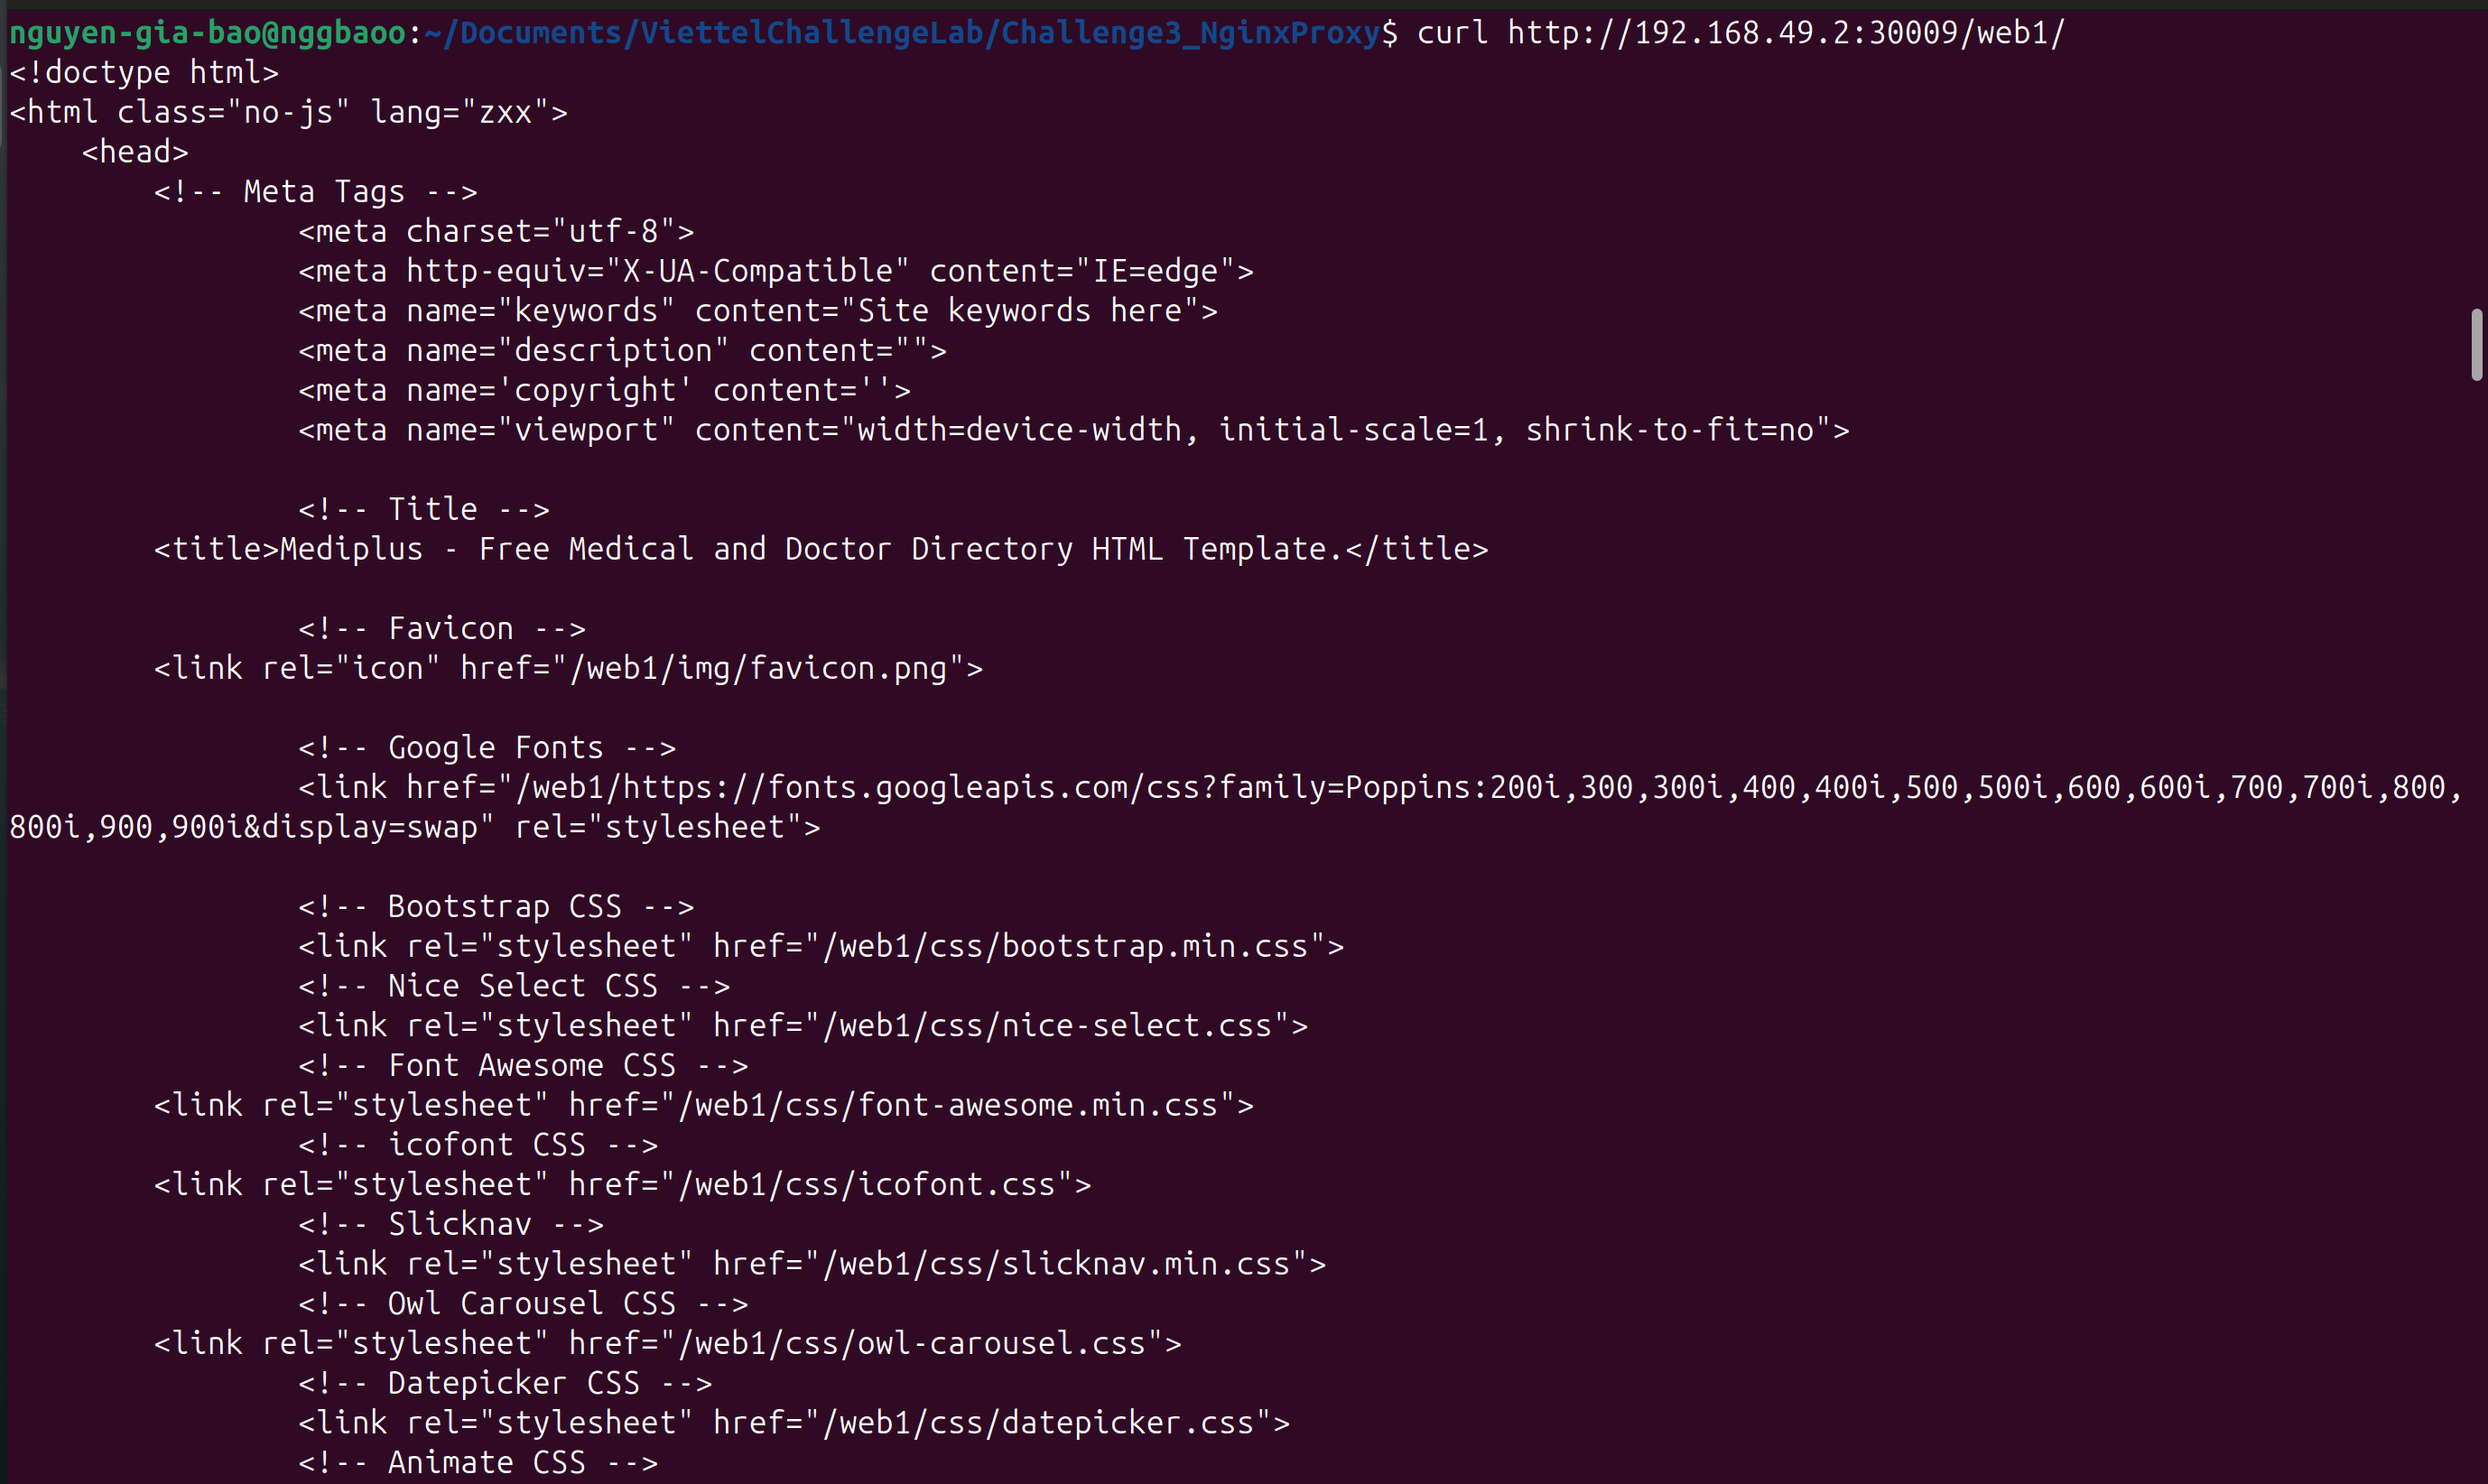 nguyen-gia-bao@nggbaoo:~/Documents/ViettelChallengeLab/Challenge3_NginxProxy$ curl http://192.168.49.2:30009/web1/
<!doctype html>
<html class="no-js" lang="zxx">
    <head>
        <!-- Meta Tags -->
                <meta charset="utf-8">
                <meta http-equiv="X-UA-Compatible" content="IE=edge">
                <meta name="keywords" content="Site keywords here">
                <meta name="description" content="">
                <meta name='copyright' content=''>
                <meta name="viewport" content="width=device-width, initial-scale=1, shrink-to-fit=no">

                <!-- Title -->
        <title>Mediplus - Free Medical and Doctor Directory HTML Template.</title>

                <!-- Favicon -->
        <link rel="icon" href="/web1/img/favicon.png">

                <!-- Google Fonts -->
                <link href="/web1/https://fonts.googleapis.com/css?family=Poppins:200i,300,300i,400,400i,500,500i,600,600i,700,700i,800,
800i,900,900i&display=swap" rel="stylesheet">

                <!-- Bootstrap CSS -->
                <link rel="stylesheet" href="/web1/css/bootstrap.min.css">
                <!-- Nice Select CSS -->
                <link rel="stylesheet" href="/web1/css/nice-select.css">
                <!-- Font Awesome CSS -->
        <link rel="stylesheet" href="/web1/css/font-awesome.min.css">
                <!-- icofont CSS -->
        <link rel="stylesheet" href="/web1/css/icofont.css">
                <!-- Slicknav -->
                <link rel="stylesheet" href="/web1/css/slicknav.min.css">
                <!-- Owl Carousel CSS -->
        <link rel="stylesheet" href="/web1/css/owl-carousel.css">
                <!-- Datepicker CSS -->
                <link rel="stylesheet" href="/web1/css/datepicker.css">
                <!-- Animate CSS -->